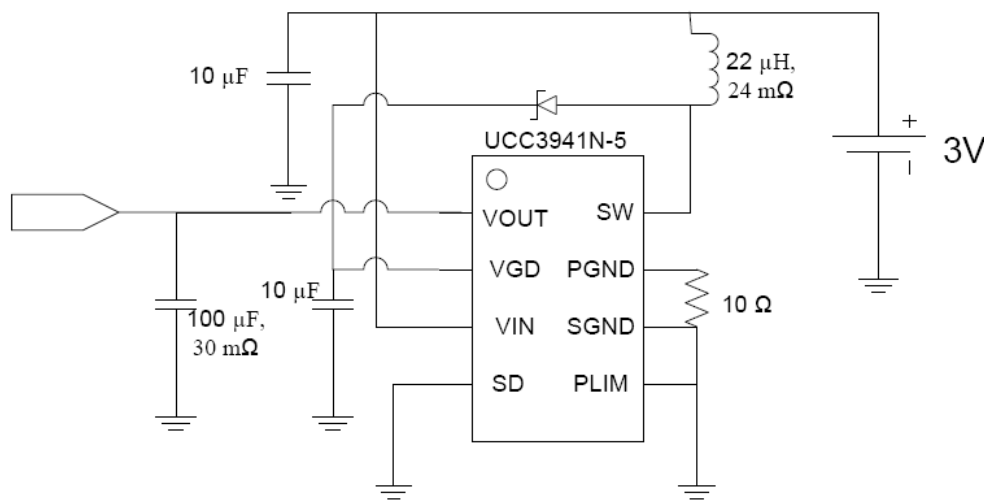 10 µF
22 µH,
24 mΩ
UCC3941N-5
+
3V
VOUT
SW
VGD
PGND
10 µF
10 Ω
100 µF,
30 mΩ
VIN
SGND
SD
PLIM